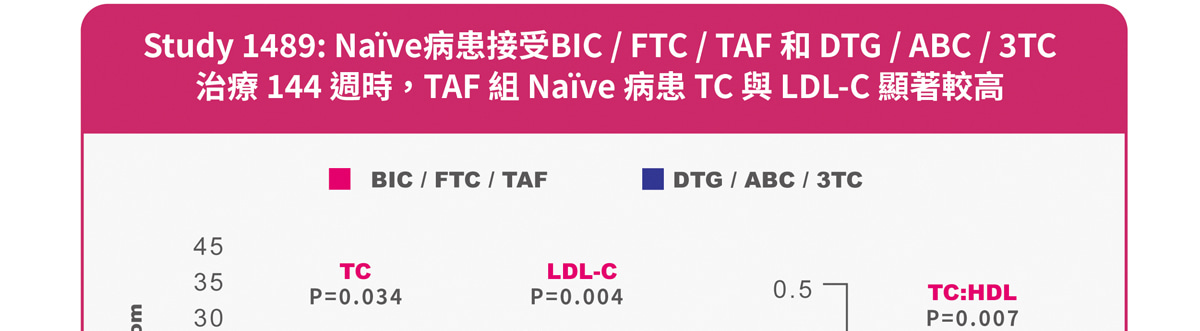 Study 1489: Naïve病患接受BIC / FTC / TAF 和 DTG / ABC / 3TC
治療 144 週時，TAF 組 Naïve 病患 TC 與 LDL-C 顯著較高
BIC / FTC / TAF
DTG / ABC / 3TC
45
35
30
TC
P=0.034
LDL-C
P=0.004
0.5
TC:HDL
P=0.007